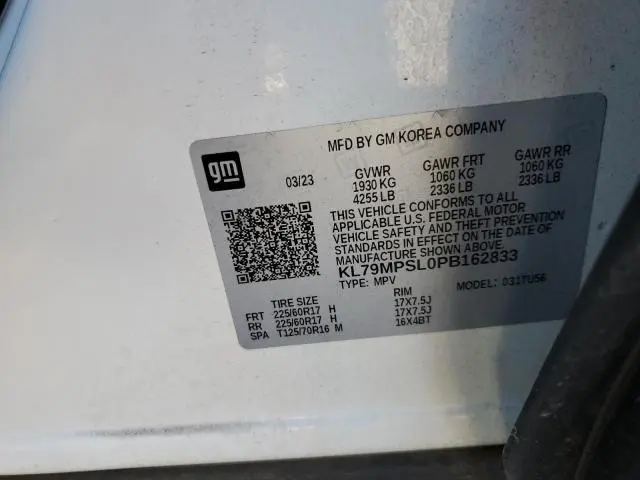 MFD BY GM KOREA COMPANY
gm
03/23
GVWR GAWR FRT GAWR RR
1930 KG 1060 KG 1060 KG
4255 LB 2336 LB 2336 LB
THIS VEHICLE CONFORMS TO ALL
APPLICABLE U.S. FEDERAL MOTOR
VEHICLE SAFETY AND THEFT PREVENTION
STANDARDS IN EFFECT ON THE DATE OF
MANUFACTURE SHOWN ABOVE.
KL79MPSL0PB162833
TYPE: MPV MODEL: 031TU56
TIRE SIZE RIM
FRT 225/60R17 H 17X7.5J
RR 225/60R17 H 17X7.5J
SPA T125/70R16 M 16X4BT